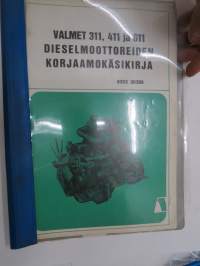 VALMET 311, 411 ja 611
DIESELMOOTTOREIDEN
KORJAAMOKÄSIKIRJA